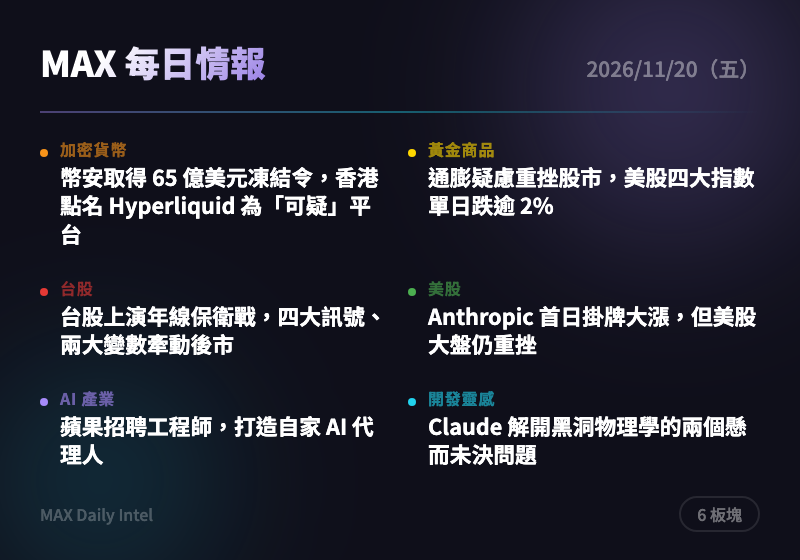 MAX 每日情報
2026/11/20（五）
加密貨幣
幣安取得 65 億美元凍結令，香港
點名 Hyperliquid 為「可疑」平
台
黃金商品
通膨疑慮重挫股市，美股四大指數
單日跌逾 2%
台股
台股上演年線保衛戰，四大訊號、
兩大變數牽動後市
美股
Anthropic 首日掛牌大漲，但美股
大盤仍重挫
AI 產業
蘋果招聘工程師，打造自家 AI 代
理人
開發靈感
Claude 解開黑洞物理學的兩個懸
而未決問題
MAX Daily Intel
6 板塊